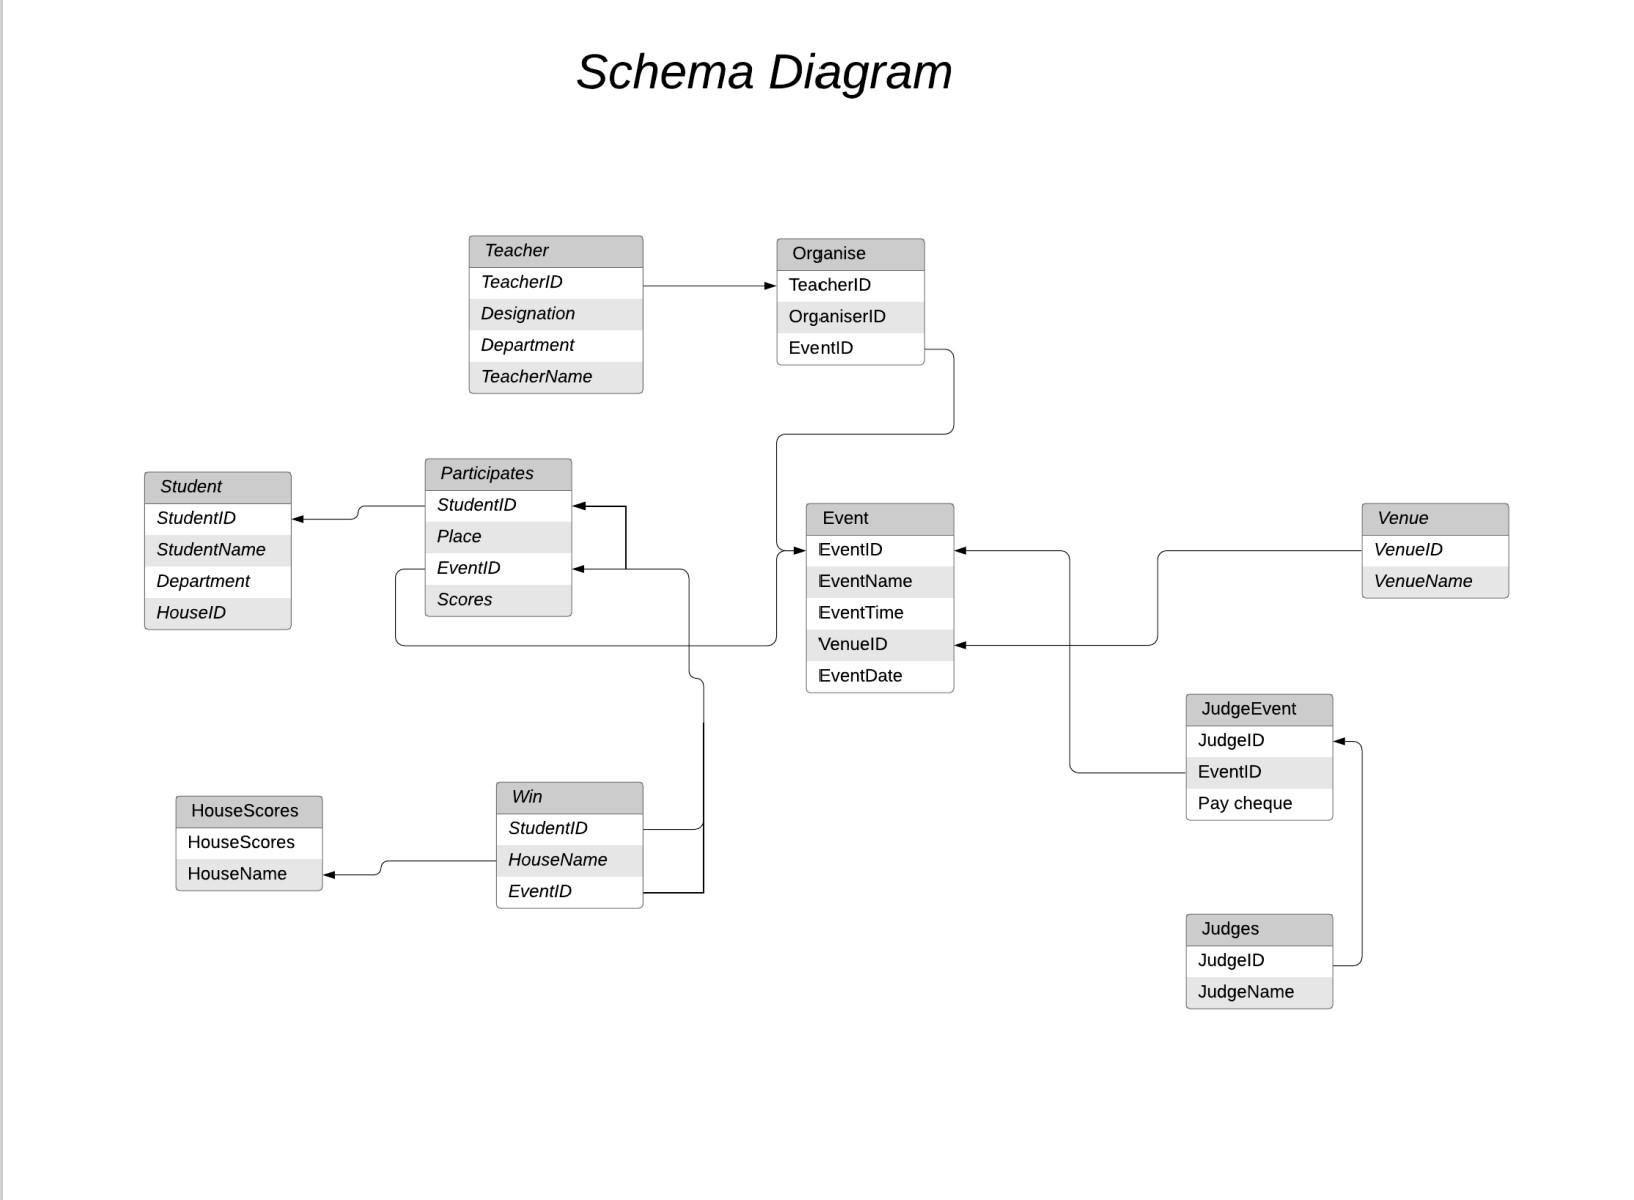 Schema Diagram
Teacher
TeacherID
Designation
Department
TeacherName
Organise
TeacherID
OrganiserID
EventID
Student
StudentID
StudentName
Department
HouseID
Participates
StudentID
Place
EventID
Scores
Event
EventID
EventName
EventTime
VenueID
EventDate
Venue
VenueID
VenueName
JudgeEvent
JudgeID
EventID
Pay cheque
HouseScores
HouseScores
HouseName
Win
StudentID
HouseName
EventID
Judges
JudgeID
JudgeName